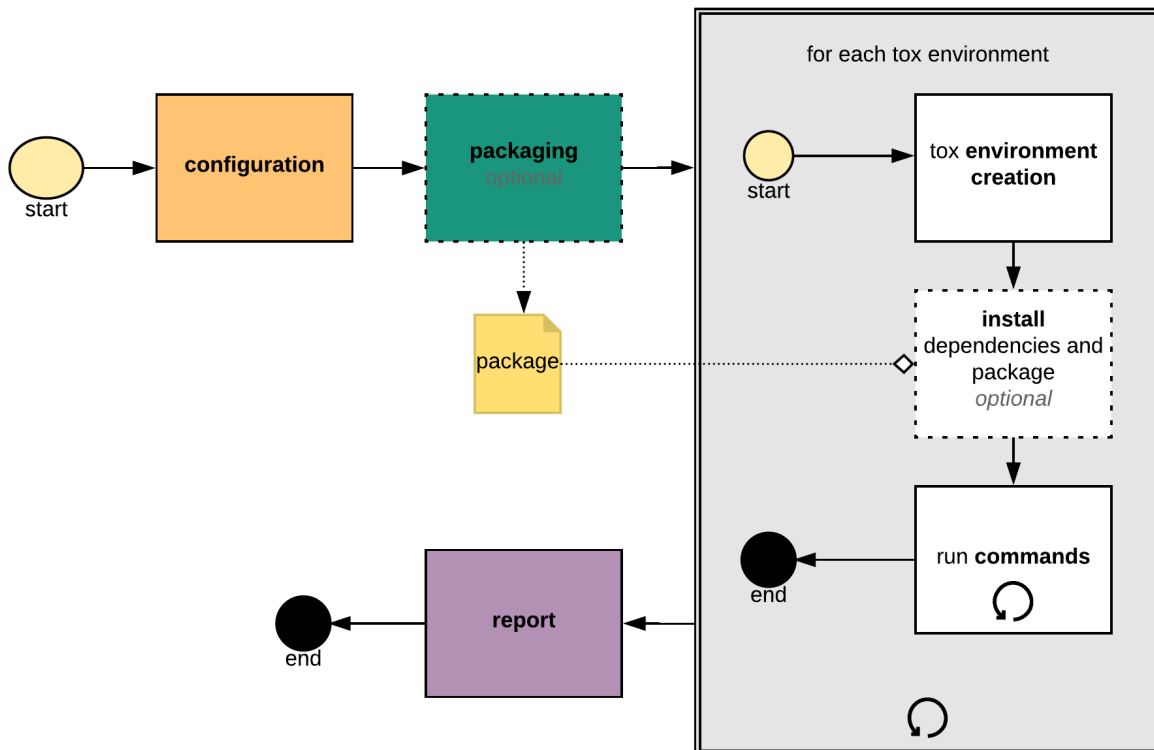 for each tox environment
start
configuration
packaging
optional
start
tox environment
creation
package
install
dependencies and
package
optional
run commands
end
report
end